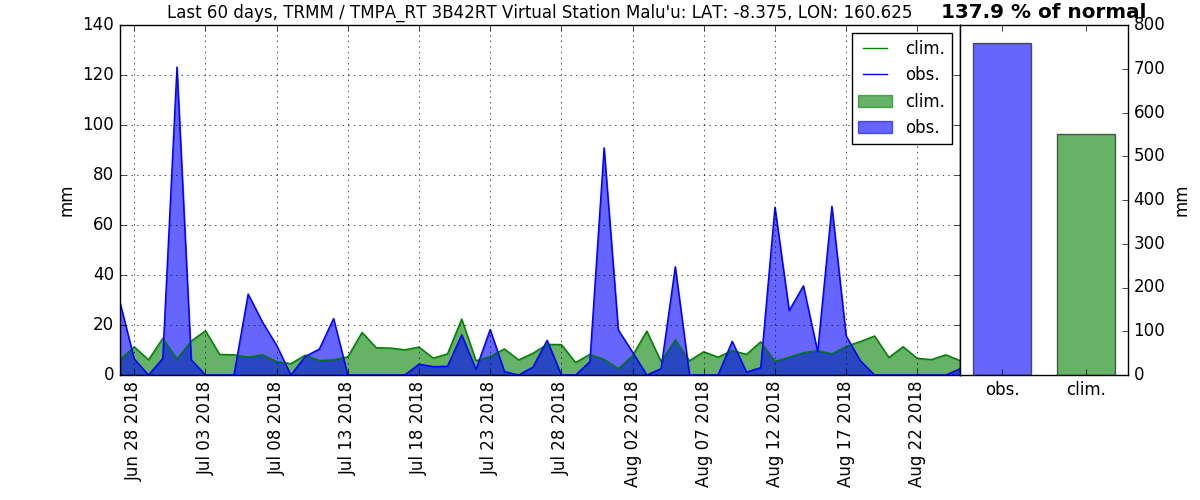 Last 60 days, TRMM / TMPA_RT 3B42RT Virtual Station Malu'u: LAT: -8.375, LON: 160.625
137.9 % of normal
140
120
100
80
60
40
20
0
mm
clim.
obs.
clim.
obs.
800
700
600
500
400
300
200
100
0
mm
Jun 28 2018
Jul 03 2018
Jul 08 2018
Jul 13 2018
Jul 18 2018
Jul 23 2018
Jul 28 2018
Aug 02 2018
Aug 07 2018
Aug 12 2018
Aug 17 2018
Aug 22 2018
obs.
clim.